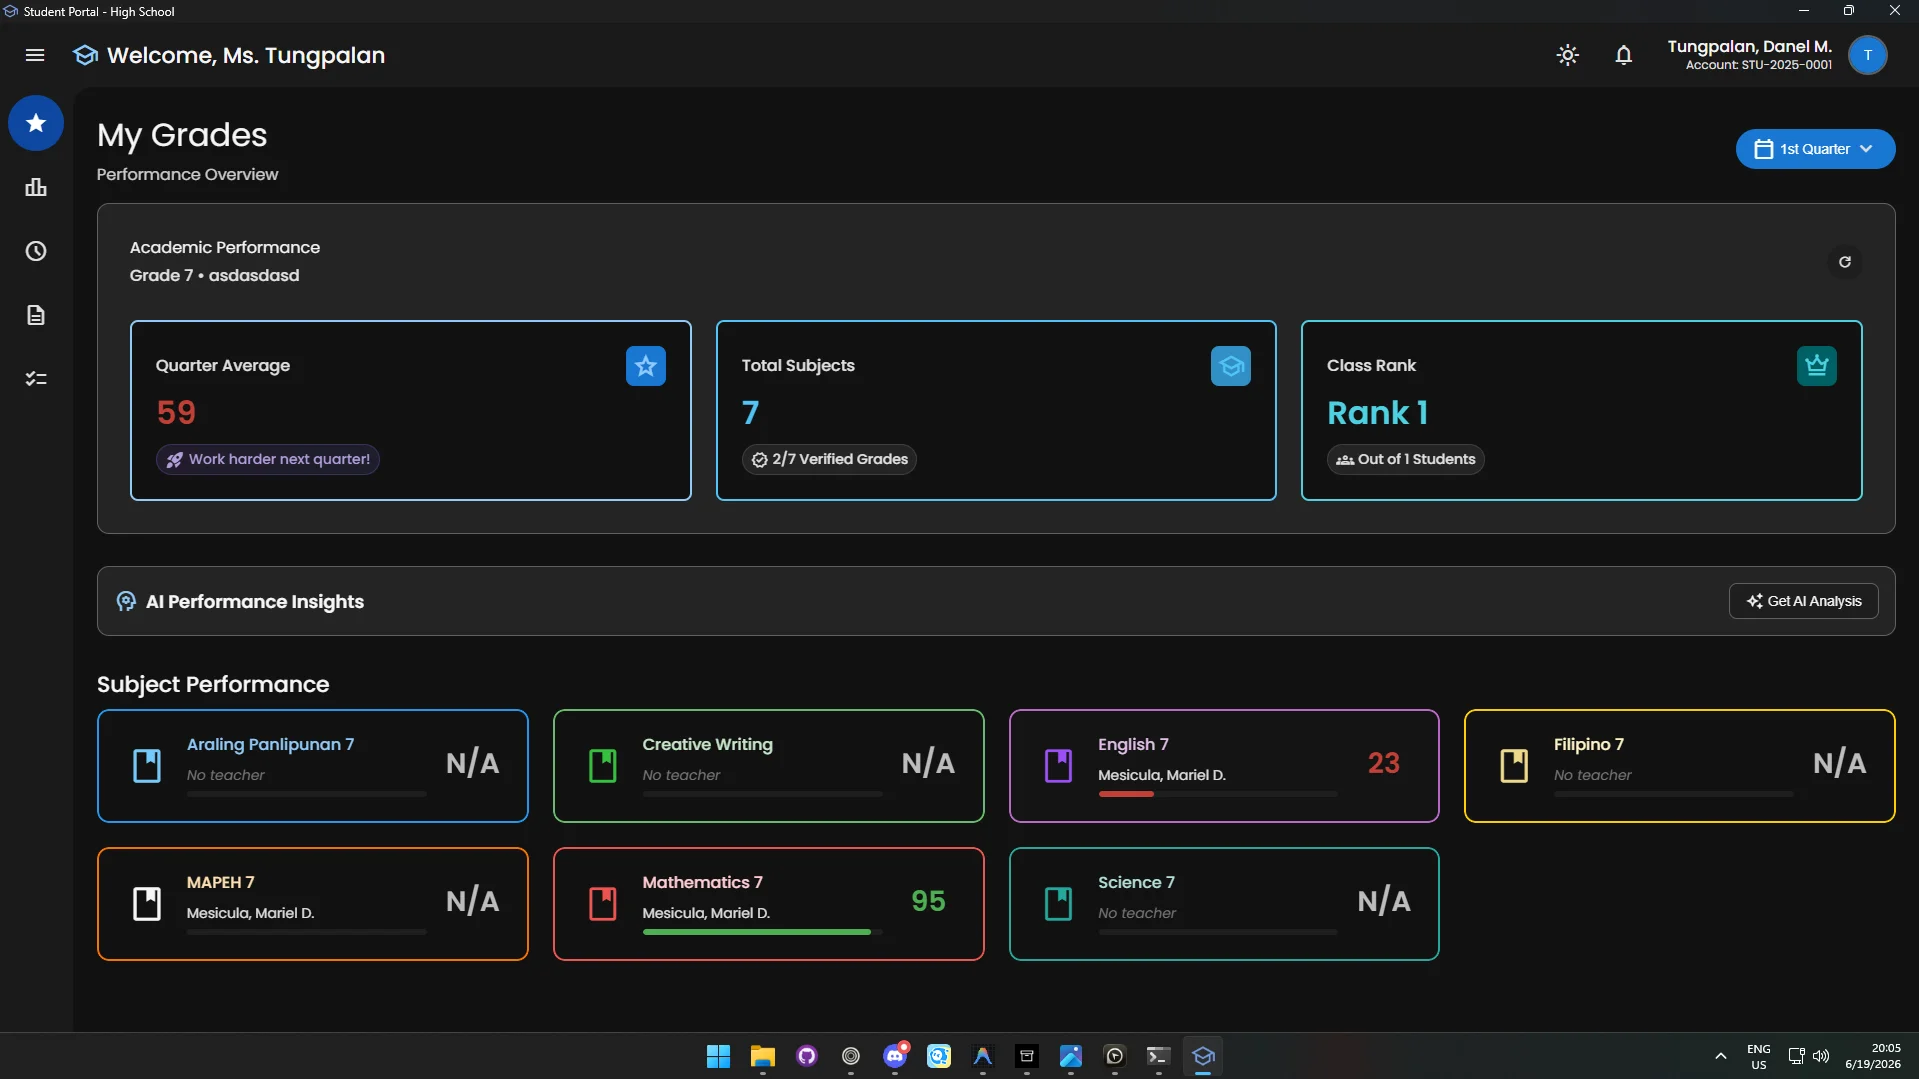 Student Portal - High School
Welcome, Ms. Tungpalan
Tungpalan, Danel M.
Account: STU-2025-0001
T
My Grades
Performance Overview
1st Quarter
Academic Performance
Grade 7 • asdasdasd
Quarter Average
59
Work harder next quarter!
Total Subjects
7
2/7 Verified Grades
Class Rank
Rank 1
Out of 1 Students
AI Performance Insights
Get AI Analysis
Subject Performance
Araling Panlipunan 7
No teacher
N/A
Creative Writing
No teacher
N/A
English 7
Mesicula, Mariel D.
23
Filipino 7
No teacher
N/A
MAPEH 7
Mesicula, Mariel D.
N/A
Mathematics 7
Mesicula, Mariel D.
95
Science 7
No teacher
N/A
ENG
US
20:05
6/19/2026